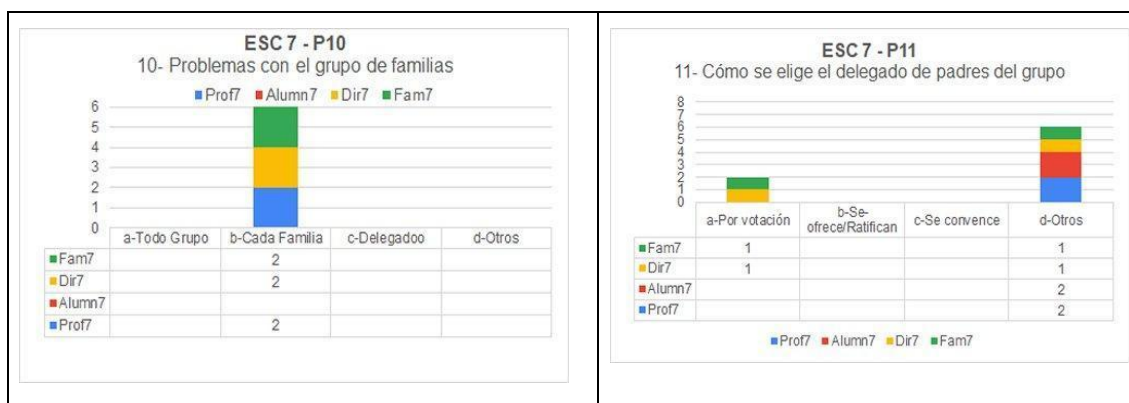 ESC 7 - P10
10- Problemas con el grupo de familias
Prof7 Alumn7 Dir7 Fam7
6
5
4
3
2
1
0
a-Todo Grupo b-Cada Familia c-Delegadoo d-Otros
Fam7 2
Dir7 2
Alumn7
Prof7 2
ESC 7 - P11
11- Cómo se elige el delegado de padres del grupo
8
7
6
5
4
3
2
1
0
a-Por votación b-Se-ofrece/Ratifican c-Se convence d-Otros
Fam7 1 1
Dir7 1 1
Alumn7 2
Prof7 2
Prof7 Alumn7 Dir7 Fam7